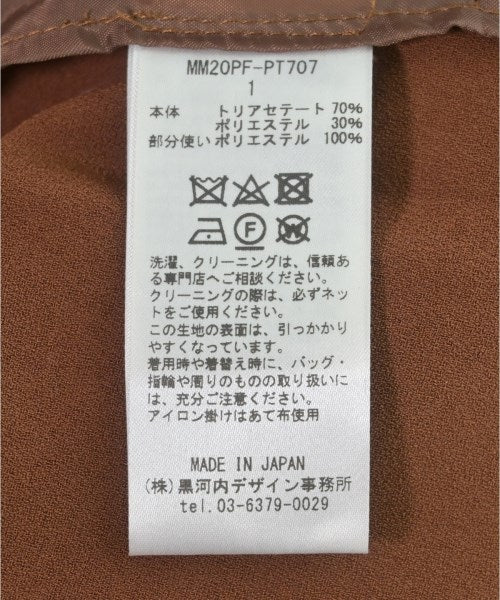 MM20PF-PT707
1
本体 トリアセテート 70%
ポリエステル 30%
部分使い ポリエステル 100%
F W
洗濯、クリーニングは、信頼あ
る専門店へご相談ください。
クリーニングの際は、必ずネッ
トをご使用ください。
この生地の表面は、引っかかり
やすくなっています。
着用時や着替え時に、バッグ・
指輪や周りのものの取り扱いに
は、充分ご注意ください。
アイロン掛けはあて布使用
MADE IN JAPAN
(株)黒河内デザイン事務所
tel.03-6379-0029